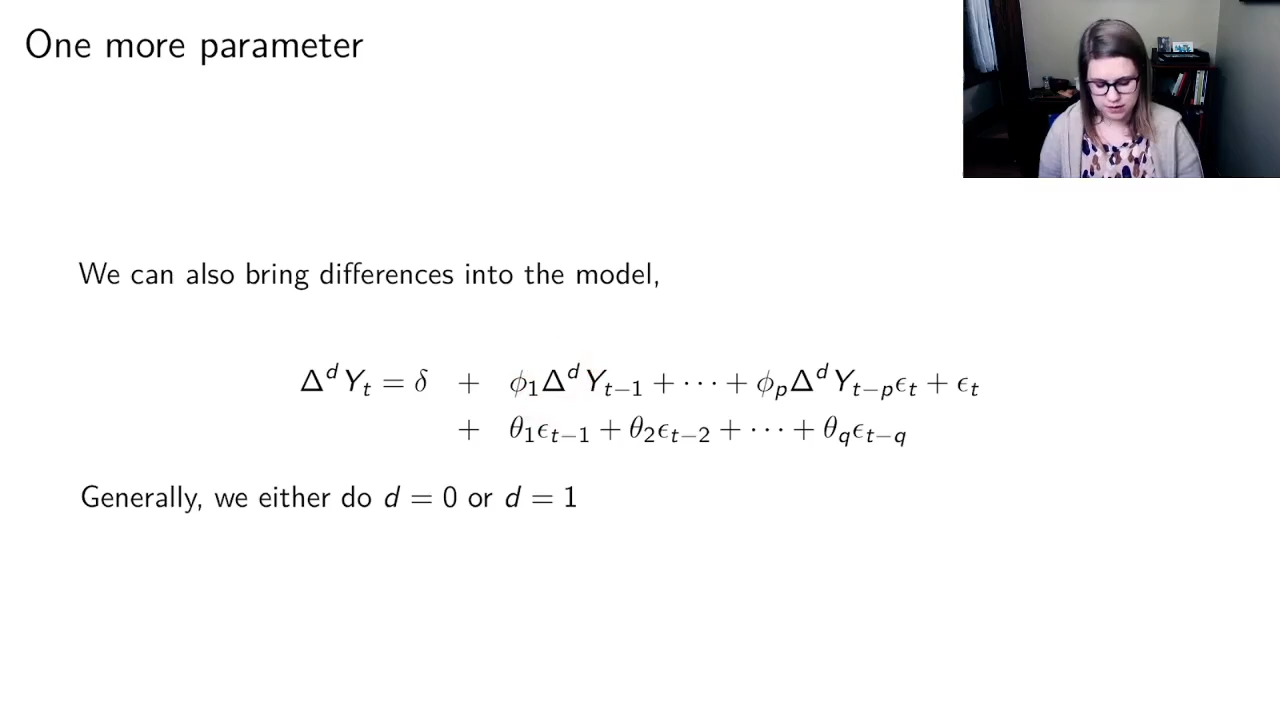 One more parameter
We can also bring differences into the model,
Δ^d Y_t = δ + ϕ_1 Δ^d Y_{t−1} + ⋯ + ϕ_p Δ^d Y_{t−p} ϵ_t + ϵ_t
+ θ_1 ϵ_{t−1} + θ_2 ϵ_{t−2} + ⋯ + θ_q ϵ_{t−q}
Generally, we either do d = 0 or d = 1